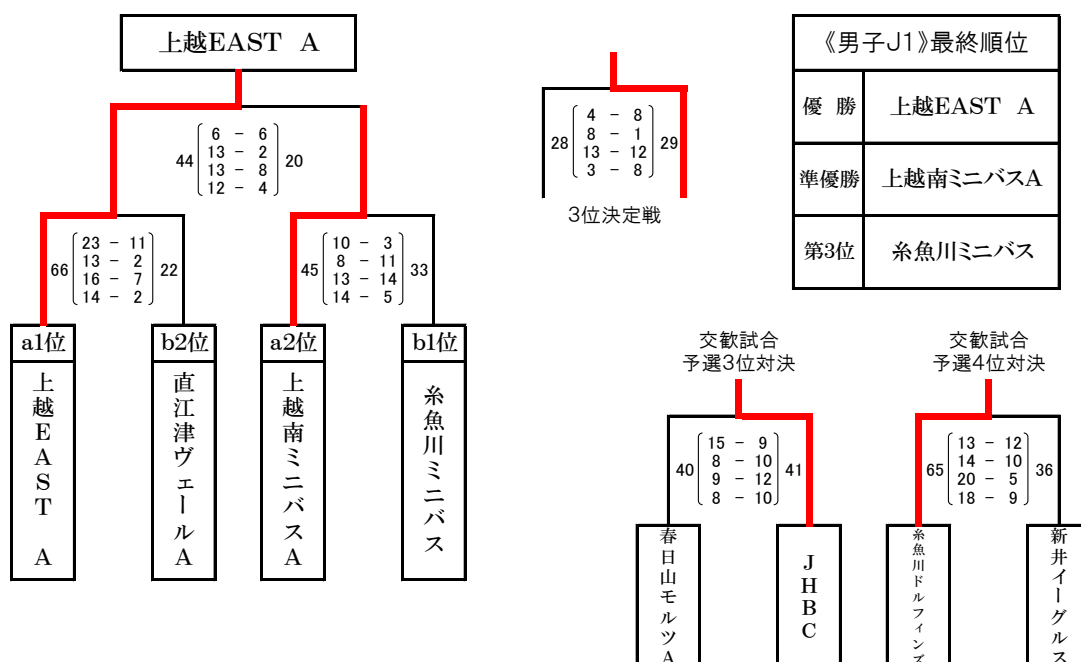 上越EAST A
6 - 6
13 - 2
13 - 8
12 - 4
44
20
23 - 11
13 - 2
16 - 7
14 - 2
66
22
10 - 3
8 - 11
13 - 14
14 - 5
45
33
a1位
b2位
a2位
b1位
上越EAST A
直江津ヴェールA
上越南ミニバスA
糸魚川ミニバス
4 - 8
8 - 1
13 - 12
3 - 8
28
29
3位決定戦
《男子J1》最終順位
優 勝
上越EAST A
準優勝
上越南ミニバスA
第3位
糸魚川ミニバス
交歓試合
予選3位対決
15 - 9
8 - 10
9 - 12
8 - 10
40
41
春日山モルツA
JHBC
交歓試合
予選4位対決
13 - 12
14 - 10
20 - 5
18 - 9
65
36
糸魚川ドルフィンズ
新井イーグルス